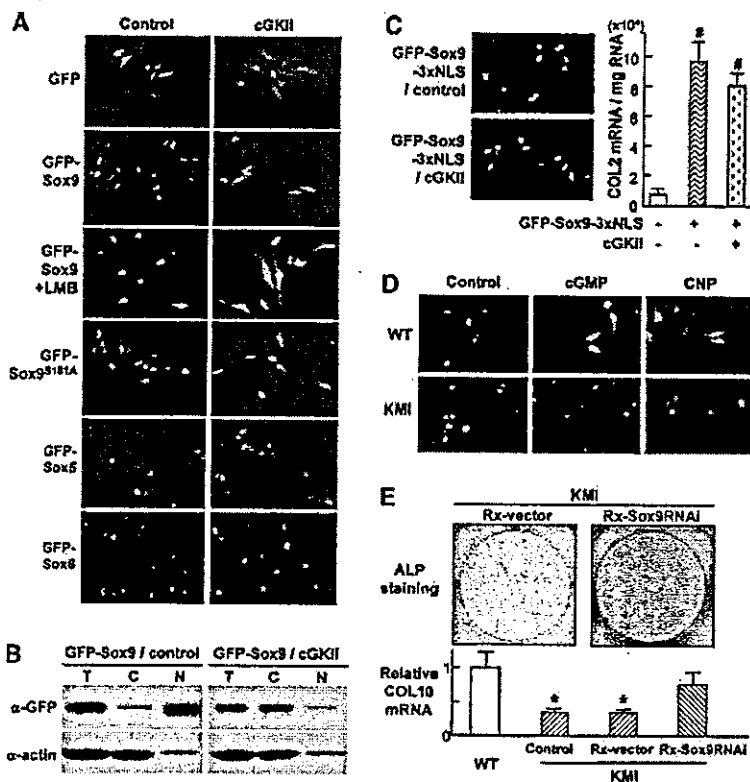 A
Control
cGKII
GFP
GFP-
Sox9
GFP-
Sox9
+LMB
GFP-
Sox9S181A
GFP-
Sox5
GFP-
Sox6
B
GFP-Sox9 / control
GFP-Sox9 / cGKII
T C N
T C N
α-GFP
α-actin
C
GFP-Sox9
-3xNLS
/ control
GFP-Sox9
-3xNLS
/ cGKII
COL2 mRNA / mg RNA
(x10⁴)
10
8
6
4
2
0
#
#
GFP-Sox9-3xNLS
- + +
cGKII
- - +
D
Control
cGMP
CNP
WT
KMI
E
KMI
Rx-vector
Rx-Sox9RNAi
ALP
staining
Relative
COL10
mRNA
1
0
*
*
WT
Control
Rx-vector
Rx-Sox9RNAi
KMI